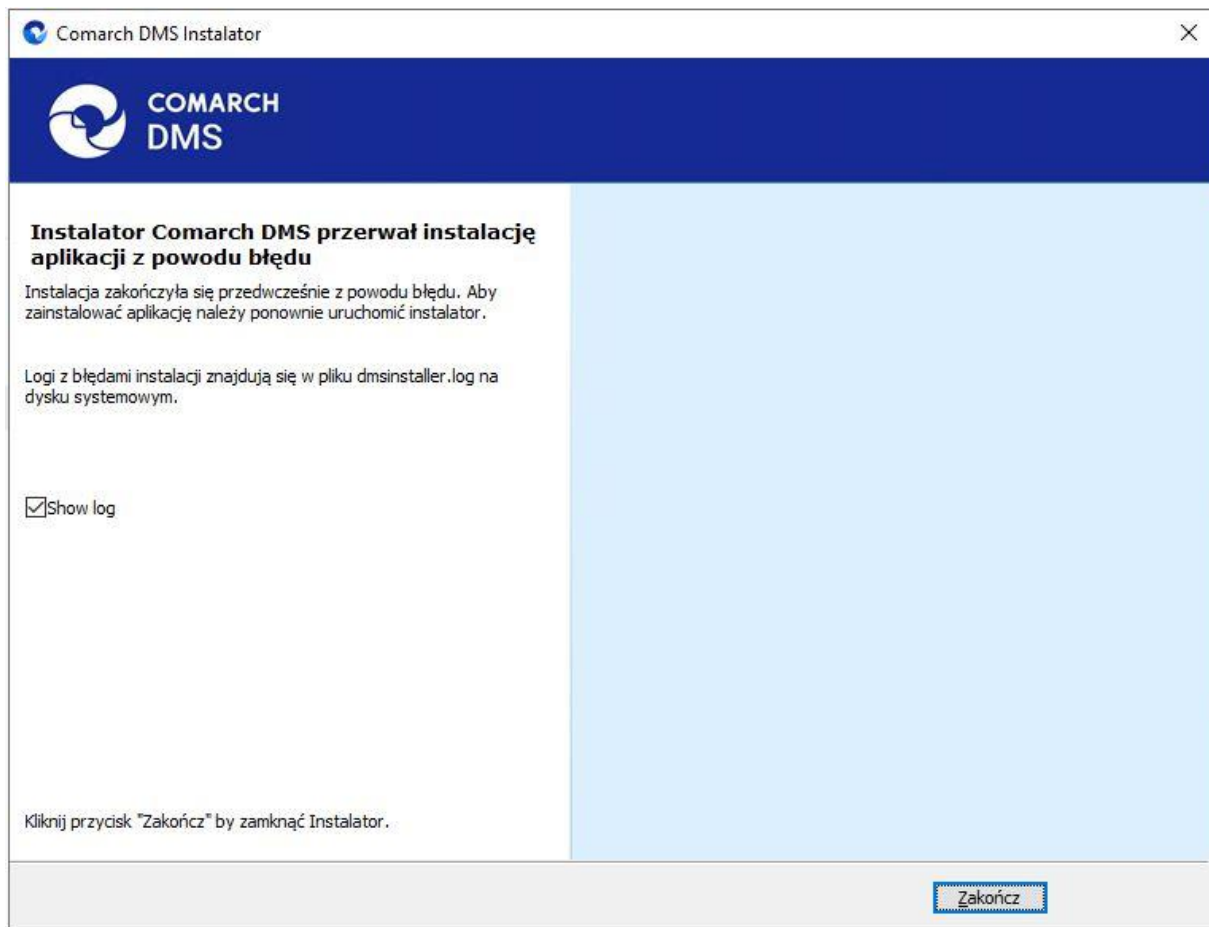 Comarch DMS Instalator
COMARCH
DMS
Instalator Comarch DMS przerwał instalację
aplikacji z powodu błędu
Instalacja zakończyła się przedwcześnie z powodu błędu. Aby
zainstalować aplikację należy ponownie uruchomić instalator.
Logi z błędami instalacji znajdują się w pliku dmsinstaller.log na
dysku systemowym.
Show log
Kliknij przycisk "Zakończ" by zamknąć Instalator.
Zakończ